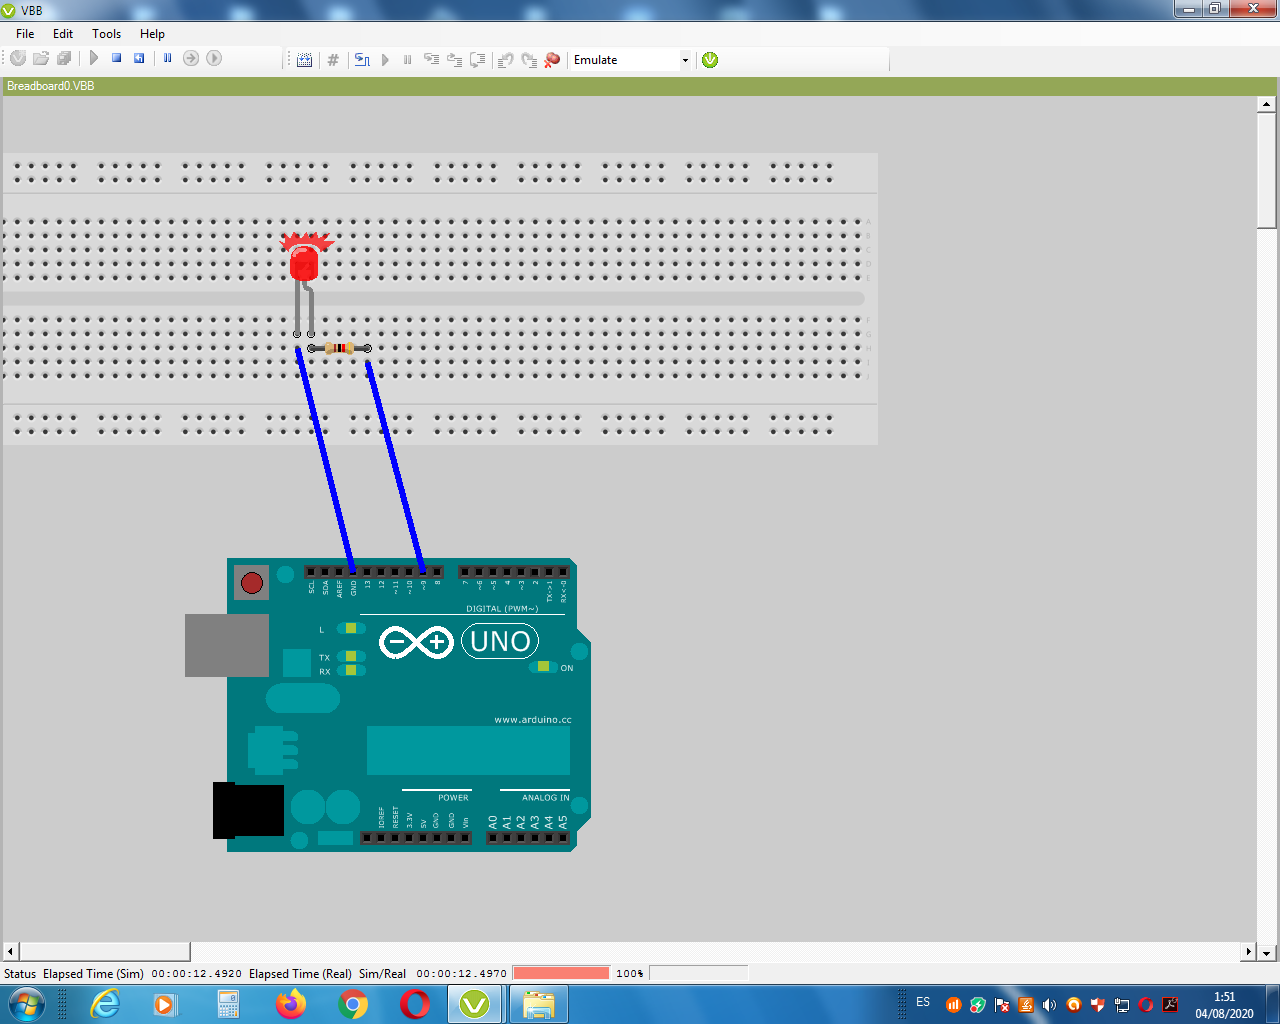 VBB
File Edit Tools Help
# Emulate
Breadboard0.VBB
SCL SDA AREF GND 13 12 ~11 ~10 ~9 8 7 ~6 ~5 4 ~3 2 TX->1 RX<-0
DIGITAL (PWM~)
L
UNO
TX
RX
ON
www.arduino.cc
POWER ANALOG IN
IOREF RESET 3.3V 5V GND GND Vin A0 A1 A2 A3 A4 A5
Status Elapsed Time (Sim) 00:00:12.4920 Elapsed Time (Real) Sim/Real 00:00:12.4970 100%
ES
1:51
04/08/2020